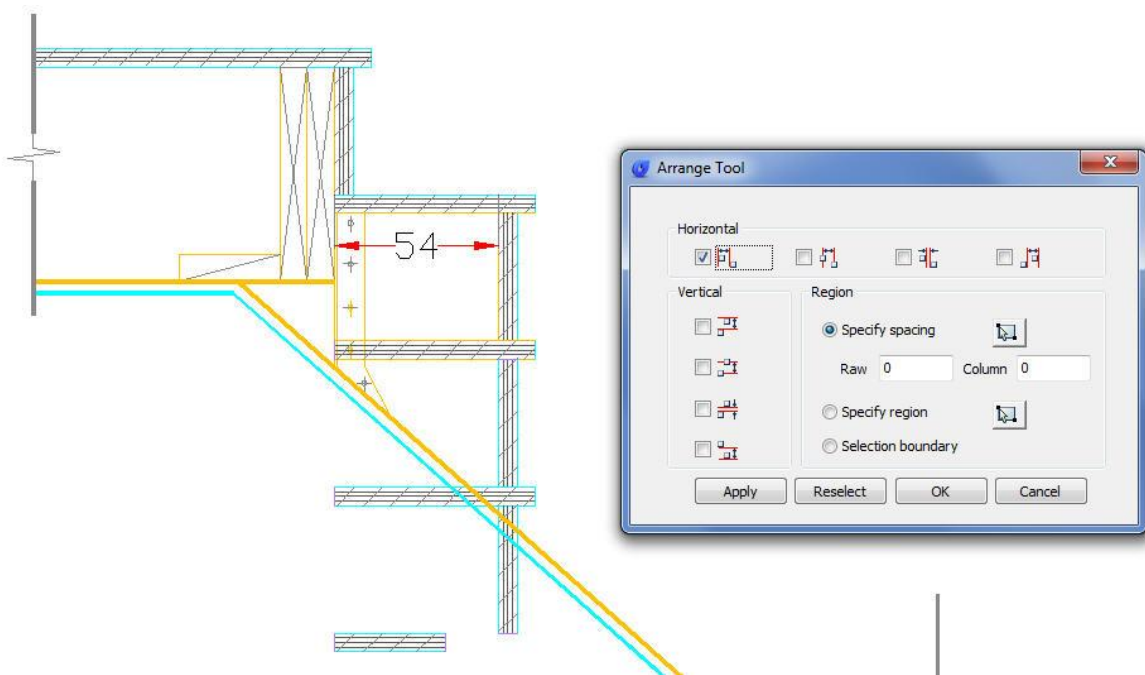 54
Arrange Tool
Horizontal
Vertical
Region
Specify spacing
Raw 0 Column 0
Specify region
Selection boundary
Apply Reselect OK Cancel